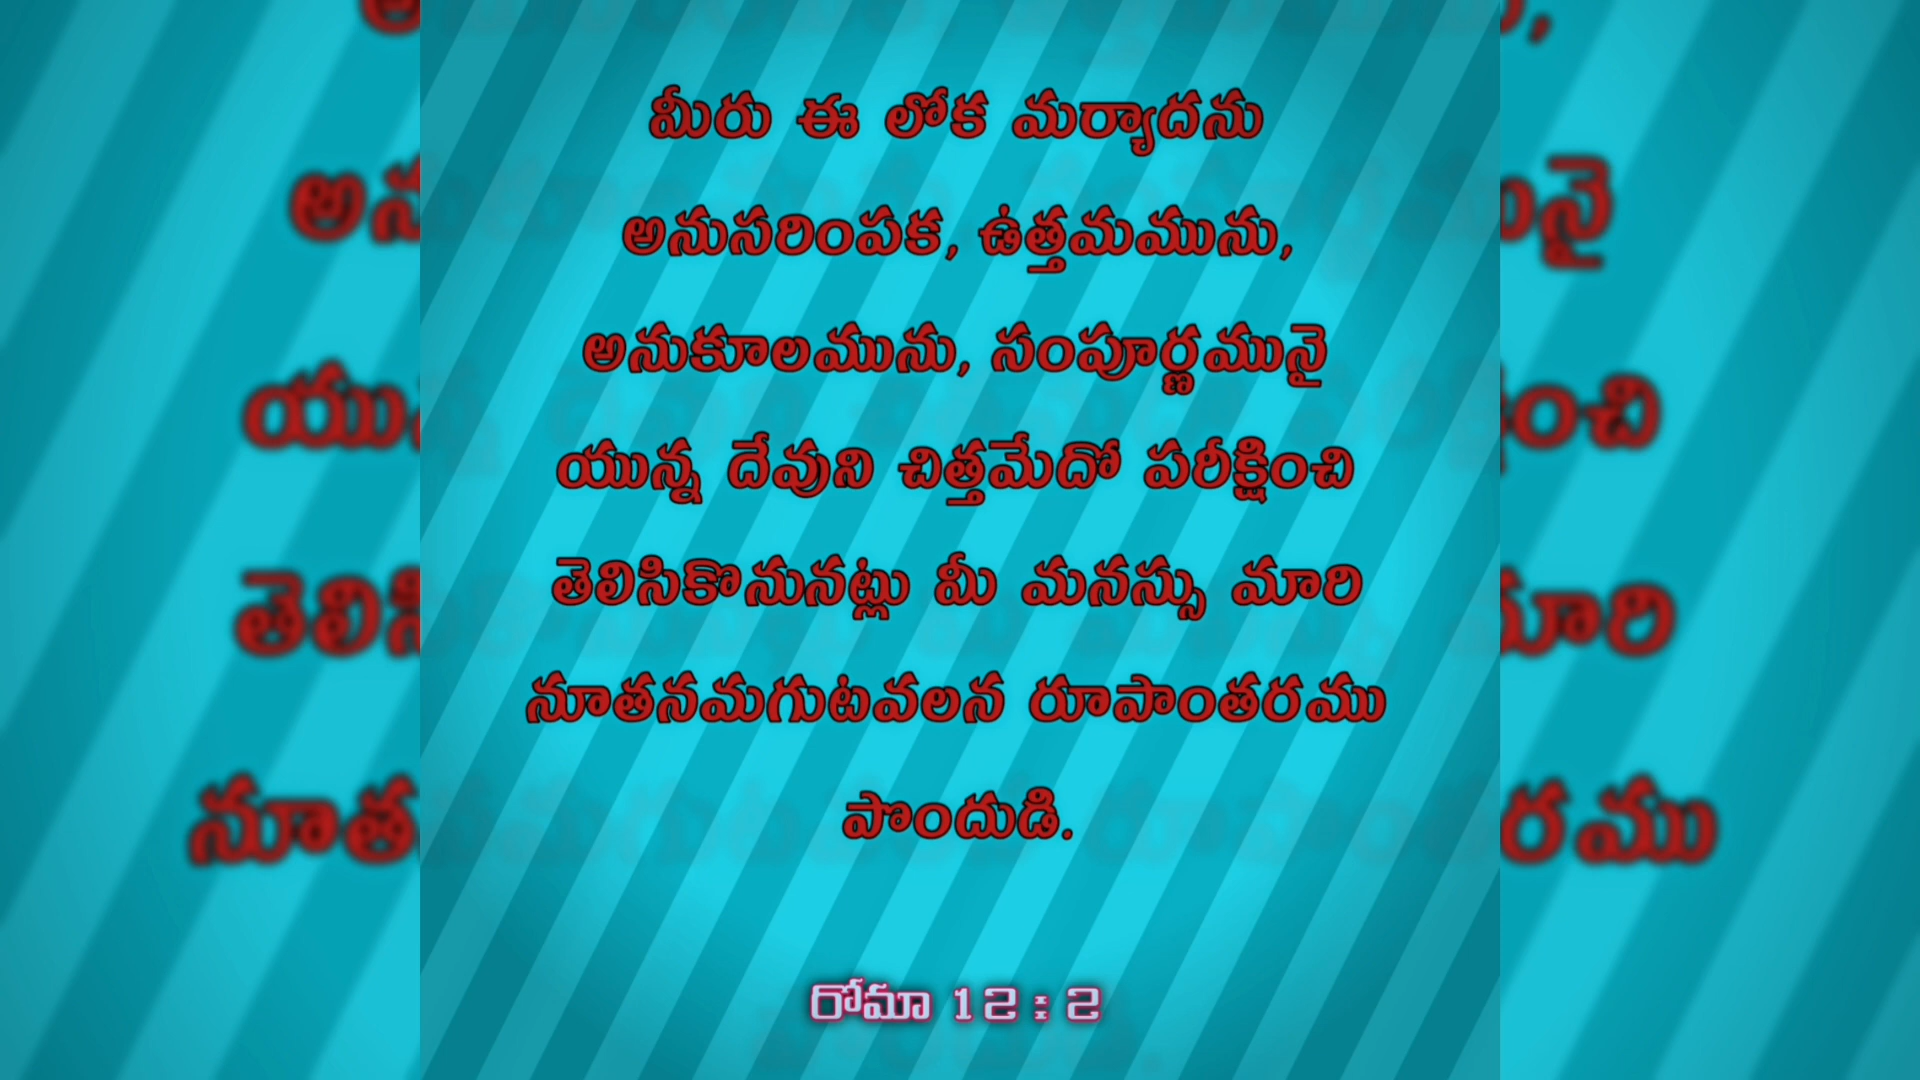 మీరు ఈ లోక మర్యాదను
అనుసరింపక, ఉత్తమమును,
అనుకూలమును, సంపూర్ణమునై
యున్న దేవుని చిత్తమేదో పరీక్షించి
తెలిసికొనునట్లు మీ మనస్సు మారి
నూతనమగుటవలన రూపాంతరము
పొందుడి.
రోమా 12 : 2